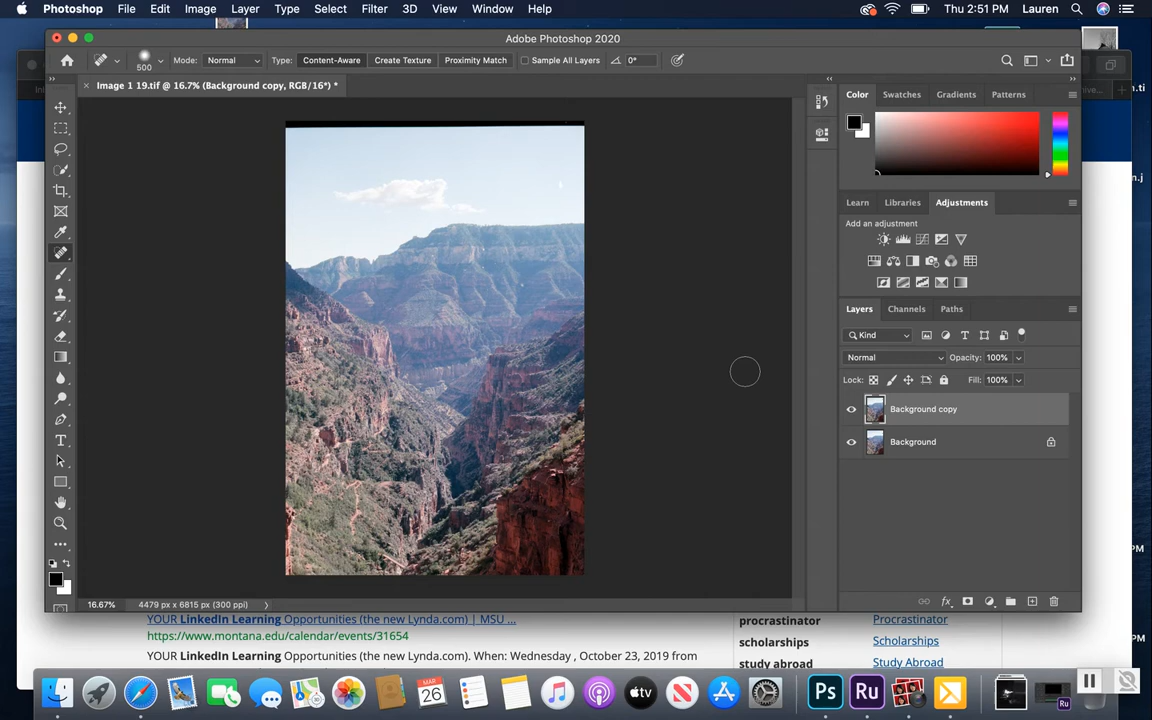 Photoshop File Edit Image Layer Type Select Filter 3D View Window Help Thu 2:51 PM Lauren
Adobe Photoshop 2020
500 Mode: Normal Type: Content-Aware Create Texture Proximity Match Sample All Layers 0°
Image 1 19.tif @ 16.7% (Background copy, RGB/16*) *
Color Swatches Gradients Patterns
n.ti
n.j
Learn Libraries Adjustments
Add an adjustment
Layers Channels Paths
Kind
Normal Opacity: 100%
Lock: Fill: 100%
Background copy
Background
PM
PM
16.67% 4479 px x 6815 px (300 ppi)
YOUR LinkedIn Learning Opportunities (the new Lynda.com) | MSU ...
https://www.montana.edu/calendar/events/31654
YOUR LinkedIn Learning Opportunities (the new Lynda.com). When: Wednesday , October 23, 2019 from
procrastinator Procrastinator
scholarships Scholarships
study abroad Study Abroad
MAR
26
tv
Ps
Ru
Ru